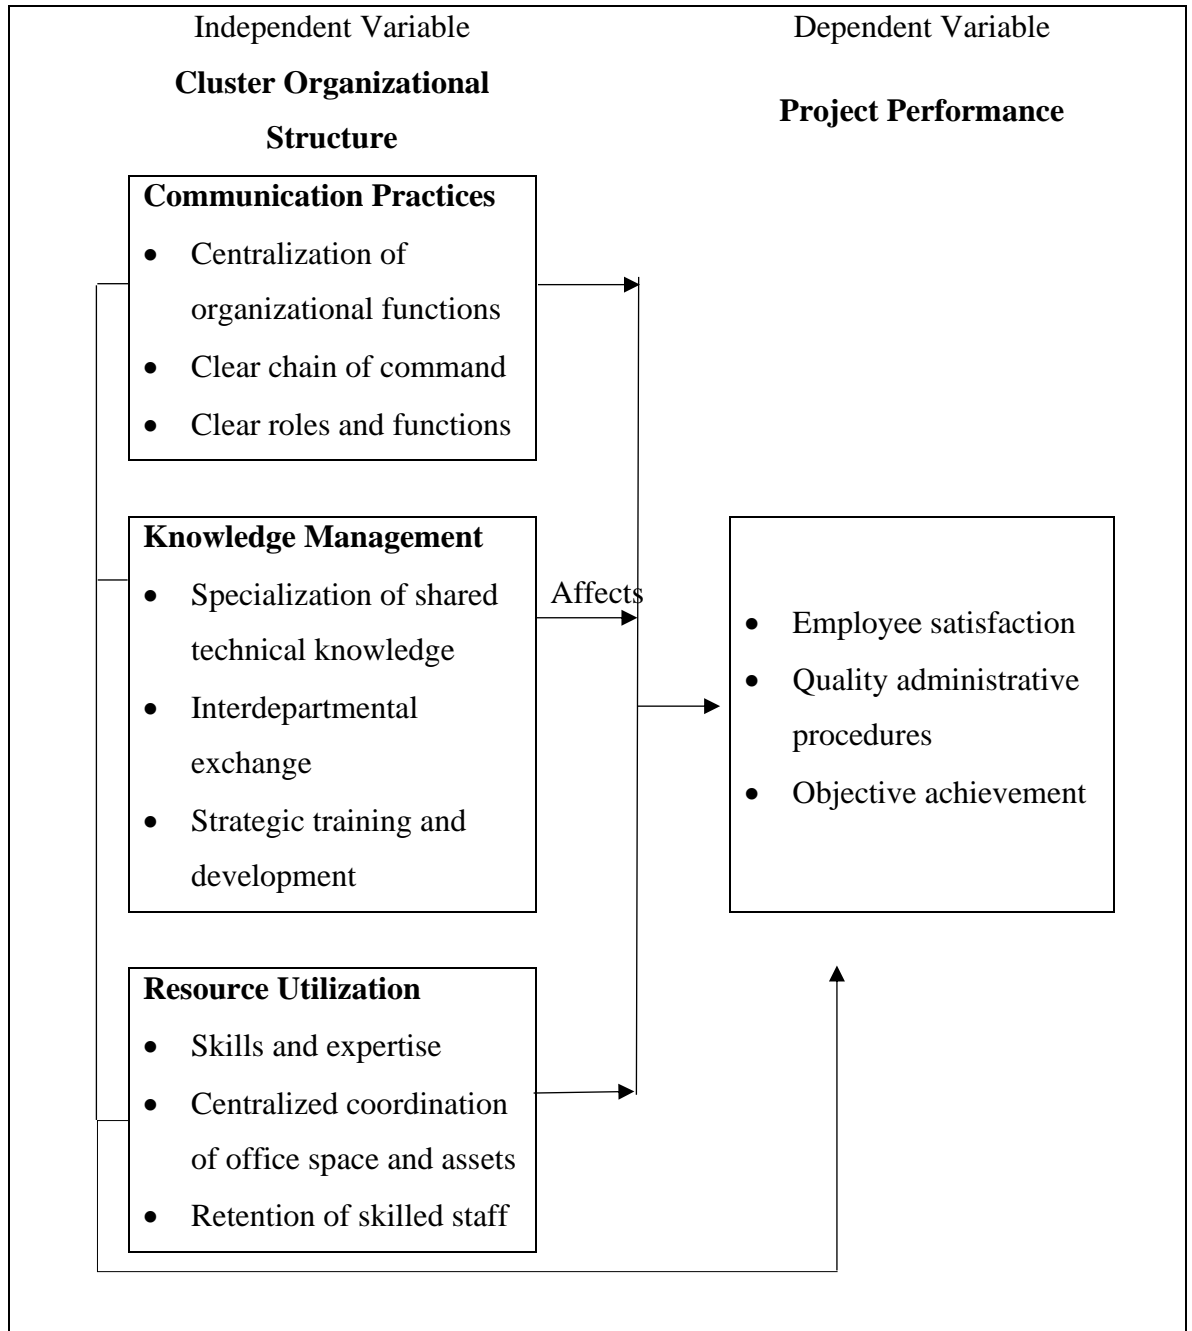 Independent Variable
Cluster Organizational
Structure
Dependent Variable
Project Performance
Communication Practices
• Centralization of
organizational functions
• Clear chain of command
• Clear roles and functions
Knowledge Management
• Specialization of shared
technical knowledge
• Interdepartmental
exchange
• Strategic training and
development
Affects
Resource Utilization
• Skills and expertise
• Centralized coordination
of office space and assets
• Retention of skilled staff
• Employee satisfaction
• Quality administrative
procedures
• Objective achievement